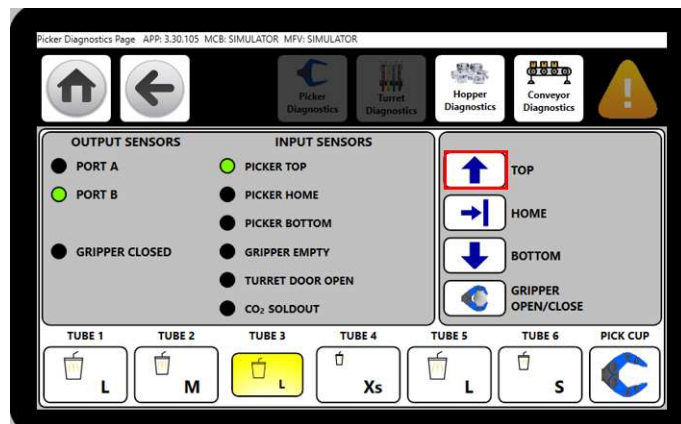 Picker Diagnostics Page APP: 3.30.105 MCB: SIMULATOR MFV: SIMULATOR
Picker
Diagnostics
Turret
Diagnostics
Hopper
Diagnostics
Conveyor
Diagnostics
OUTPUT SENSORS
PORT A
PORT B
GRIPPER CLOSED
INPUT SENSORS
PICKER TOP
PICKER HOME
PICKER BOTTOM
GRIPPER EMPTY
TURRET DOOR OPEN
CO₂ SOLDOUT
TOP
HOME
BOTTOM
GRIPPER
OPEN/CLOSE
TUBE 1 TUBE 2 TUBE 3 TUBE 4 TUBE 5 TUBE 6 PICK CUP
L M L Xs L S